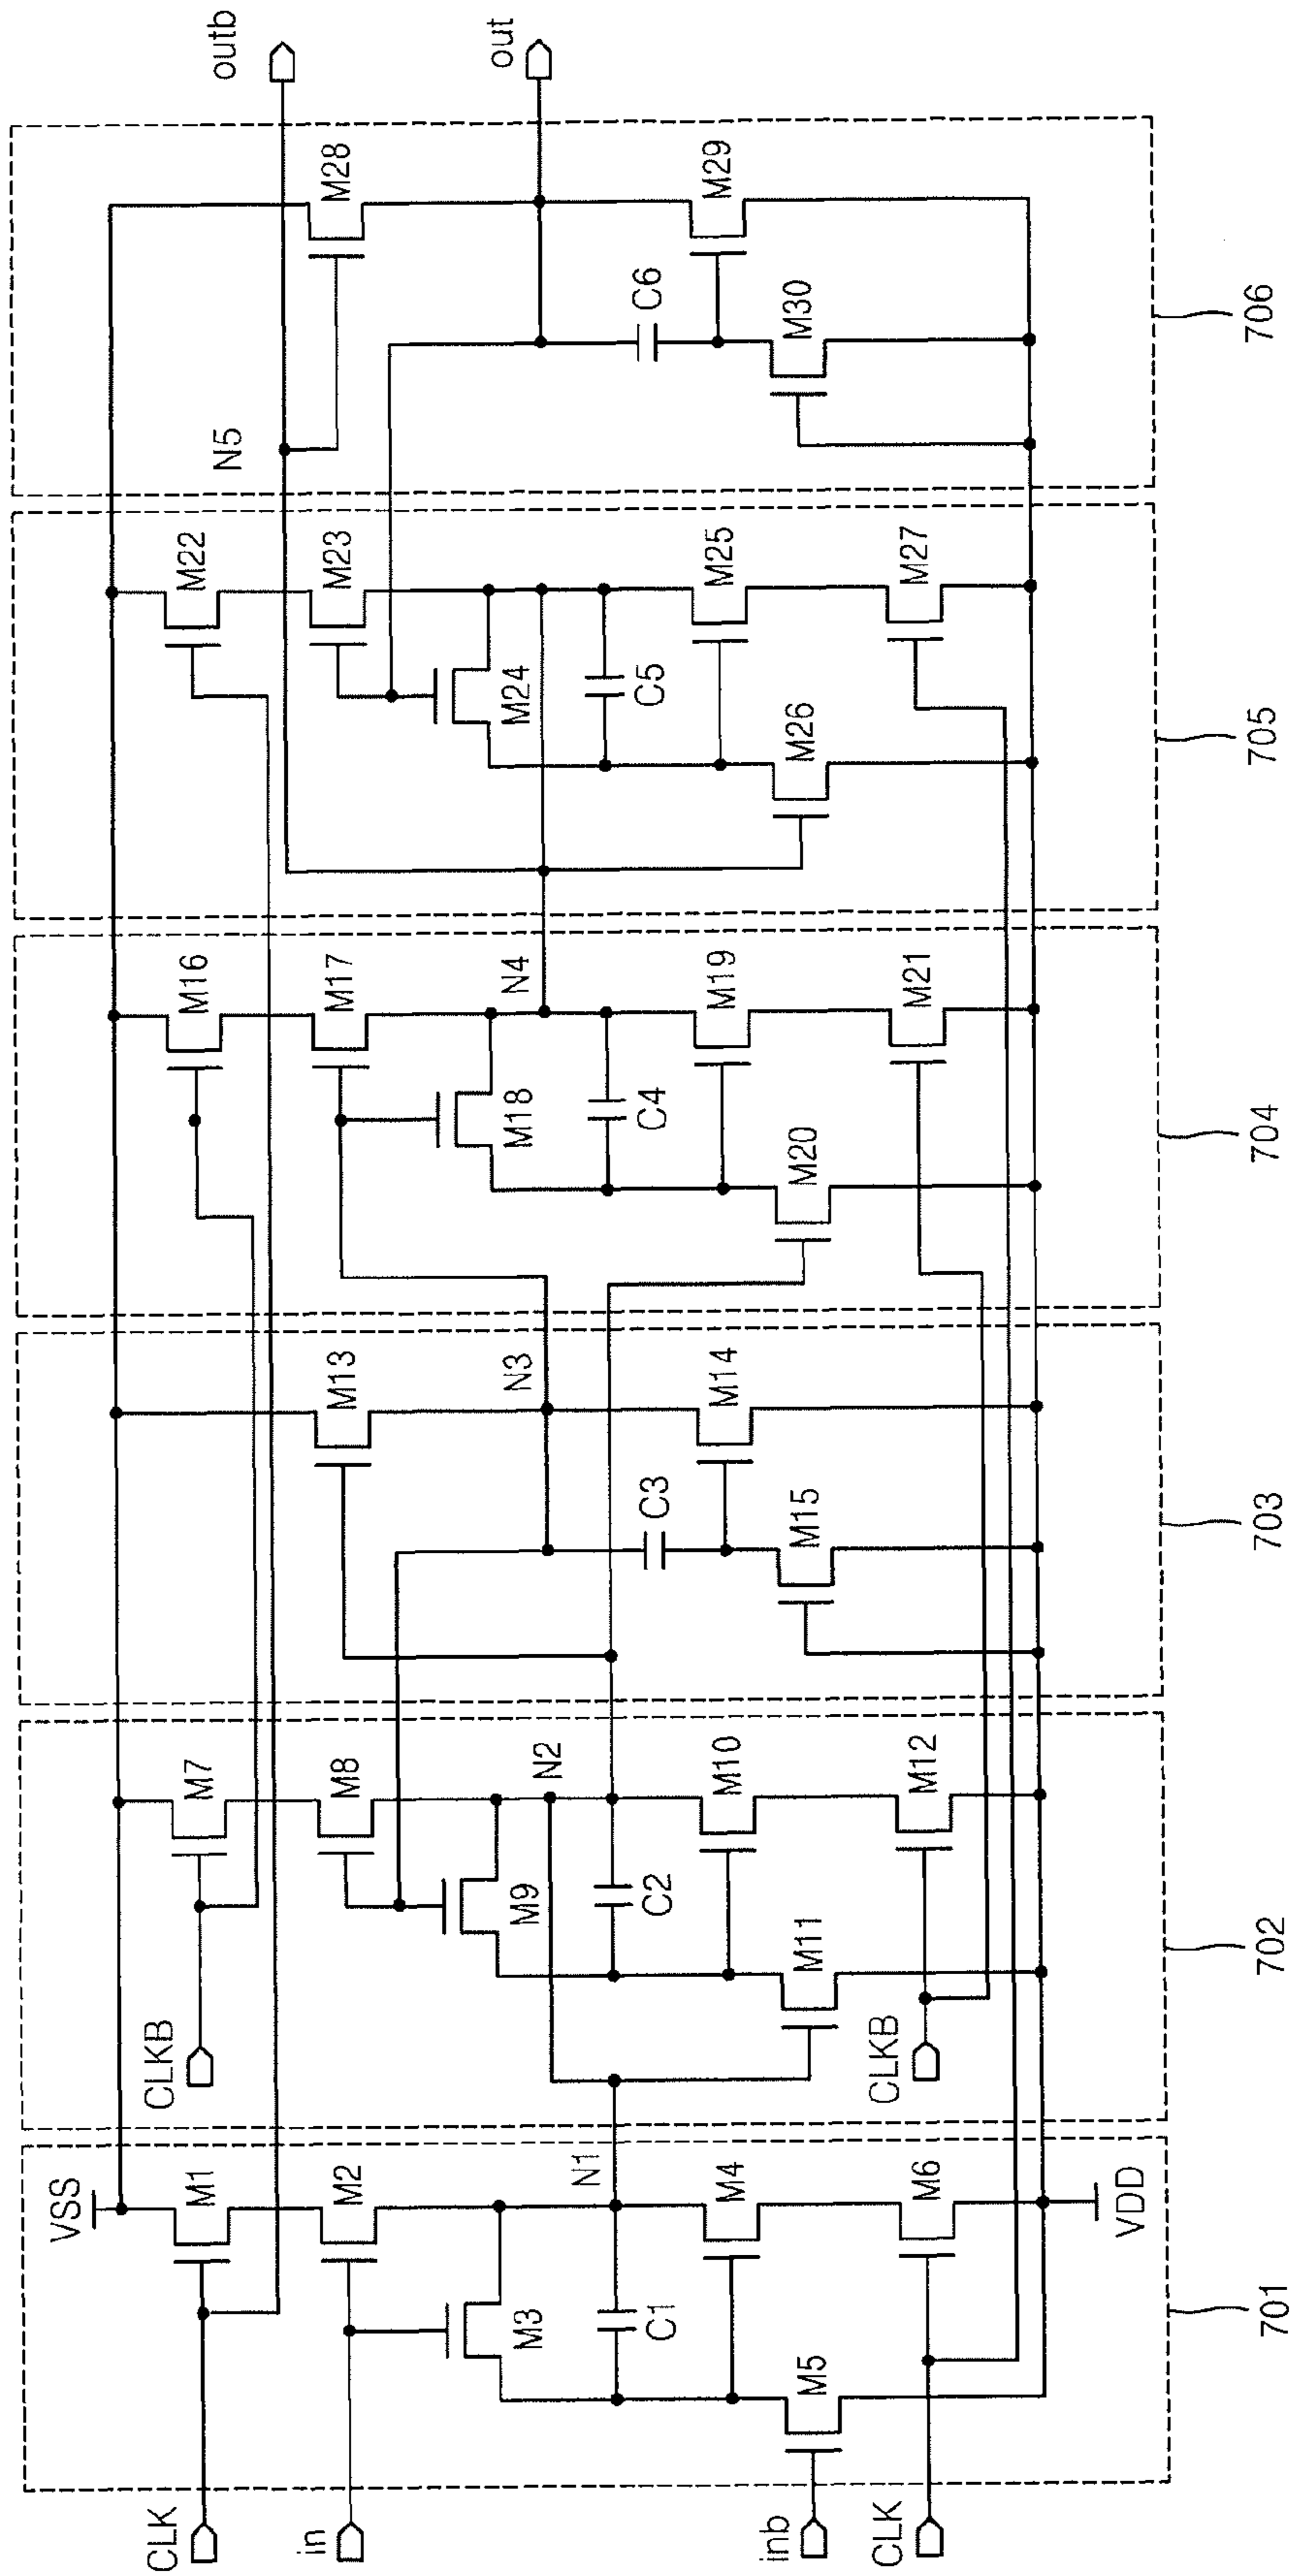 CLK
in
inb
CLK
VSS
M1
M2
M3
N1
C1
M4
M5
M6
VDD
701
CLKB
CLKB
M7
M8
M9
N2
C2
M10
M11
M12
702
M13
N3
C3
M14
M15
703
M16
M17
M18
N4
C4
M19
M20
M21
704
M22
M23
M24
C5
M25
M26
M27
705
N5
M28
C6
M29
M30
706
outb
out